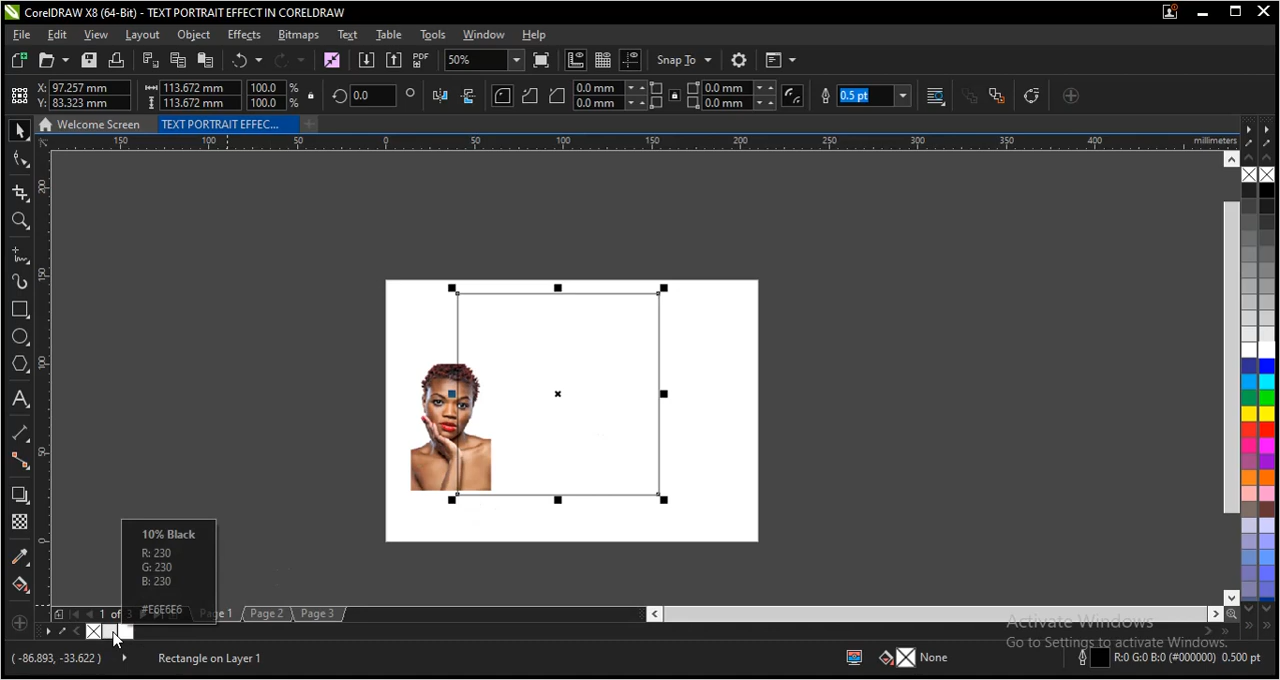 CorelDRAW X8 (64-Bit) - TEXT PORTRAIT EFFECT IN CORELDRAW
File Edit View Layout Object Effects Bitmaps Text Table Tools Window Help
PDF 50% Snap To
X: 97.257 mm 113.672 mm 100.0 % 0.0 0.0 mm 0.0 mm 0.5 pt
Y: 83.323 mm 113.672 mm 100.0 % 0.0 mm 0.0 mm
Welcome Screen TEXT PORTRAIT EFFEC...
150 100 50 0 50 100 150 200 250 300 350 400 millimeters
200
150
100
50
0
10% Black
R: 230
G: 230
B: 230
#E6E6E6
1 of 3 Page 1 Page 2 Page 3
Activate Windows
Go to Settings to activate Windows.
( -86.893, -33.622 ) Rectangle on Layer 1 None R:0 G:0 B:0 (#000000) 0.500 pt